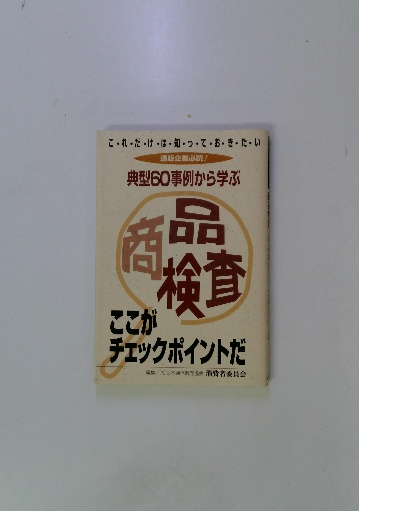 こ・れ・だ・け・は・知・っ・て・お・き・た・い
通販企業必読!
典型60事例から学ぶ
商品
検査
ここが
チェックポイントだ
消費者委員会